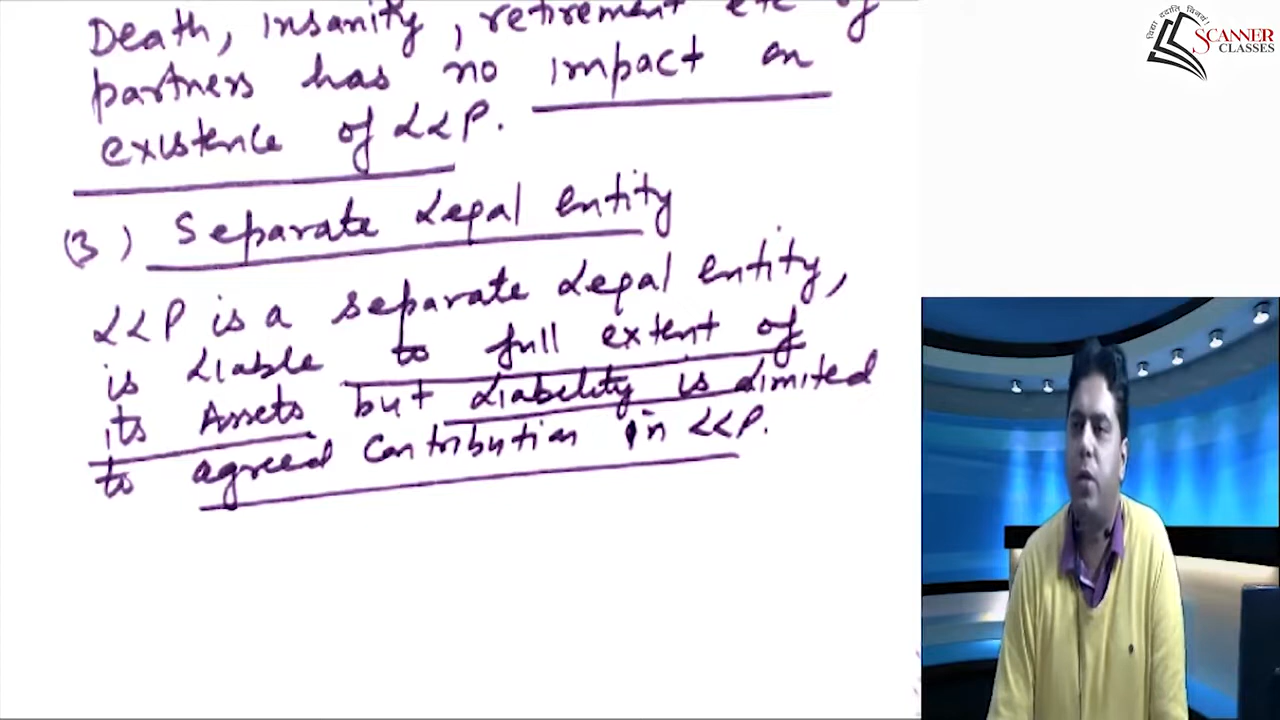 Death, insanity, retirement etc of
partners has no impact on
existence of LLP.
(3) Separate Legal Entity
LLP is a separate Legal entity,
is Liable to full extent of
its Assets but Liability is Limited
to agreed contribution in LLP.
विद्या ददाति विनयं।
SCANNER
CLASSES